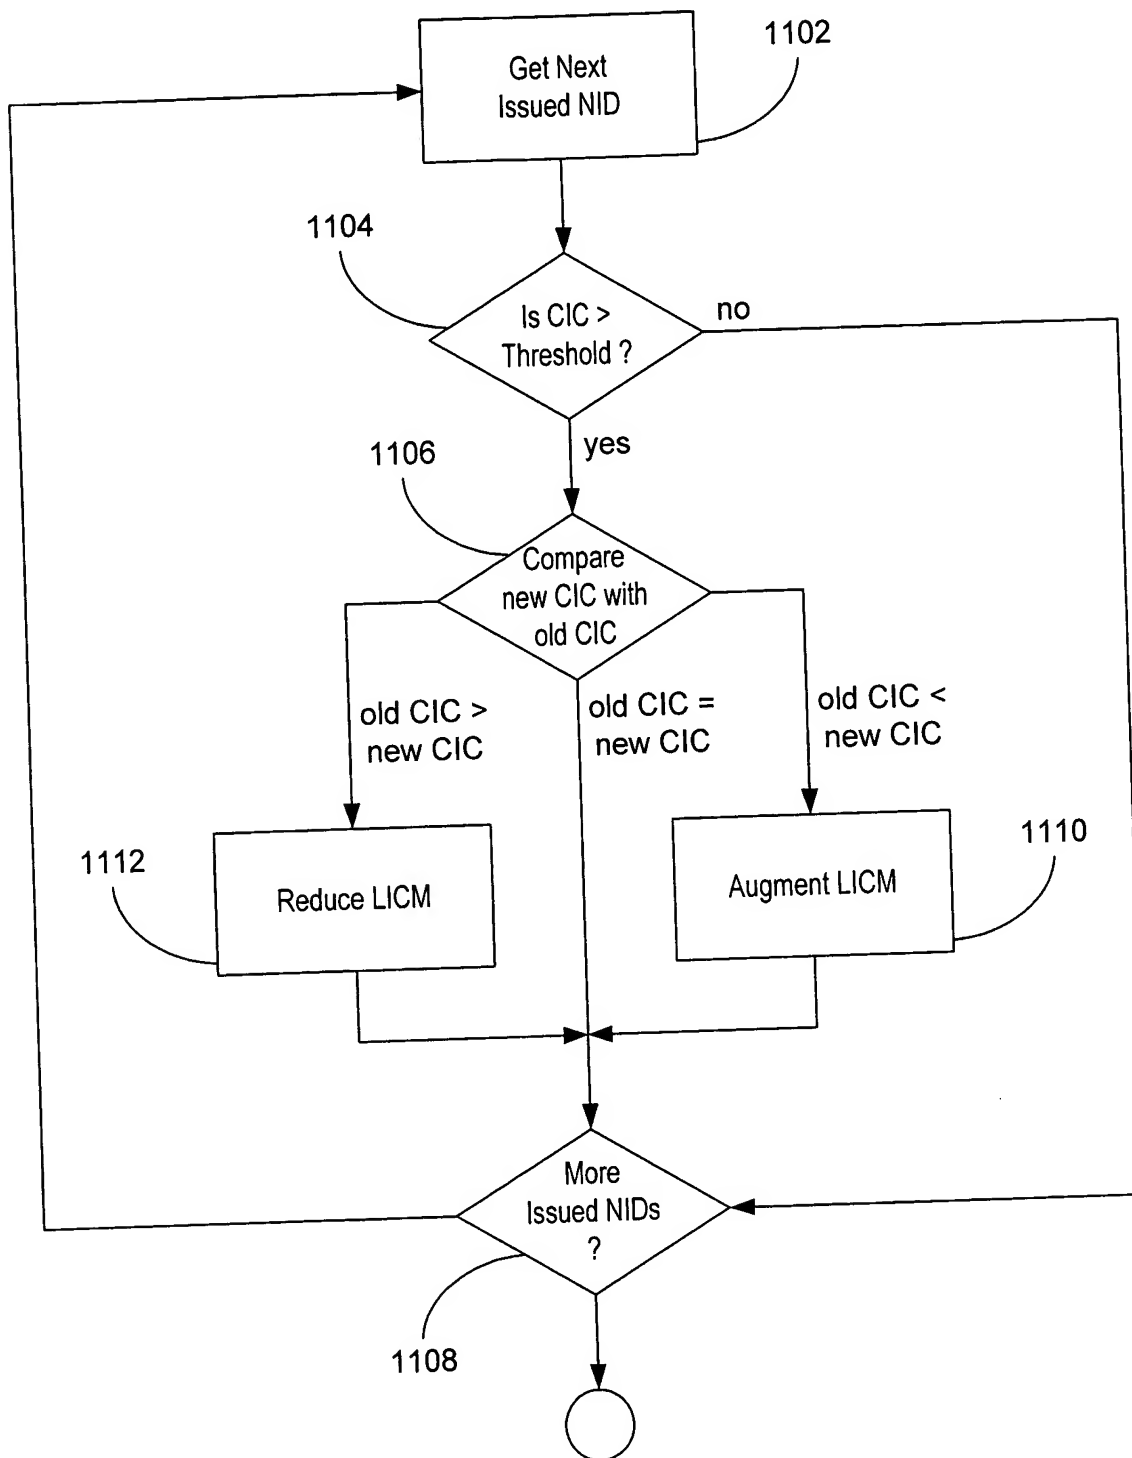 1102
Get Next
Issued NID
1104
Is CIC >
Threshold ?
no
yes
1106
Compare
new CIC with
old CIC
old CIC >
new CIC
old CIC =
new CIC
old CIC <
new CIC
1112
Reduce LICM
Augment LICM
1110
More
Issued NIDs
?
1108